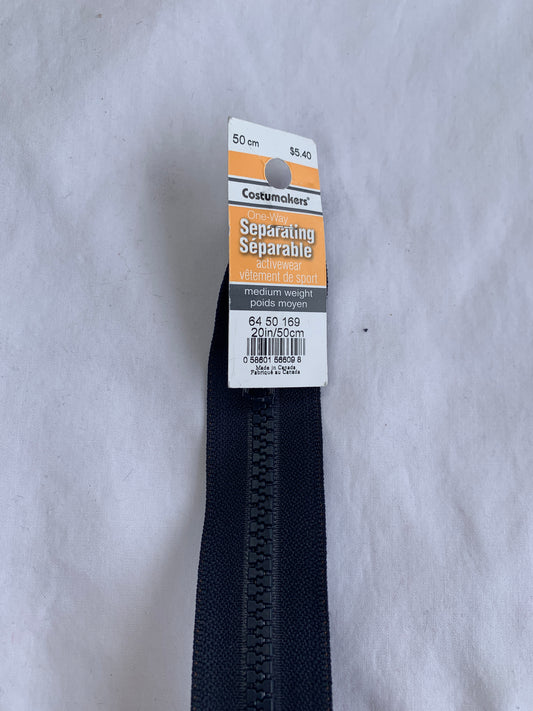 50 cm
$5.40
Costumakers®
One-Way
Separating
Séparable
activewear
vêtement de sport
medium weight
poids moyen
64 50 169
20in/50cm
0 58601 56609 8
Made in Canada
Fabriqué au Canada